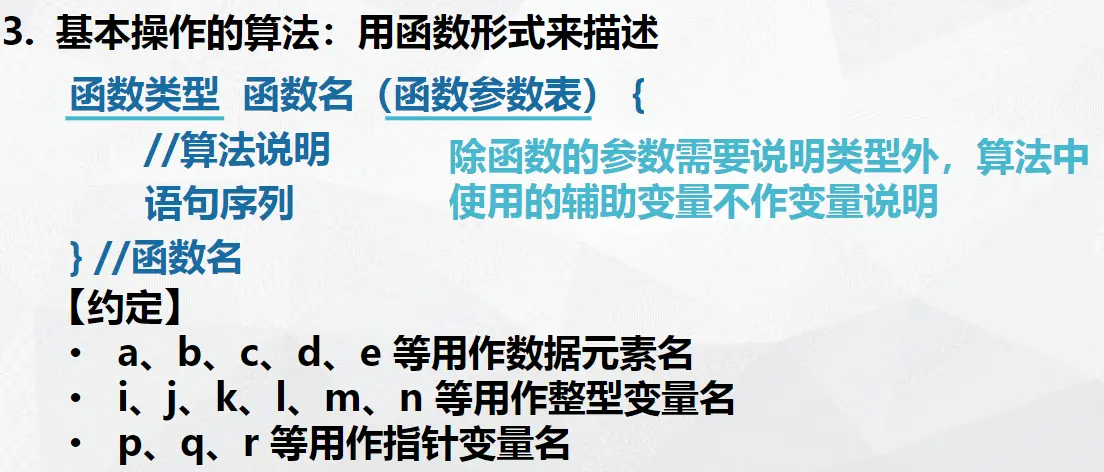 3. 基本操作的算法：用函数形式来描述
函数类型 函数名（函数参数表）{
//算法说明
语句序列
除函数的参数需要说明类型外，算法中
使用的辅助变量不作变量说明
} //函数名
【约定】
• a、b、c、d、e 等用作数据元素名
• i、j、k、l、m、n 等用作整型变量名
• p、q、r 等用作指针变量名